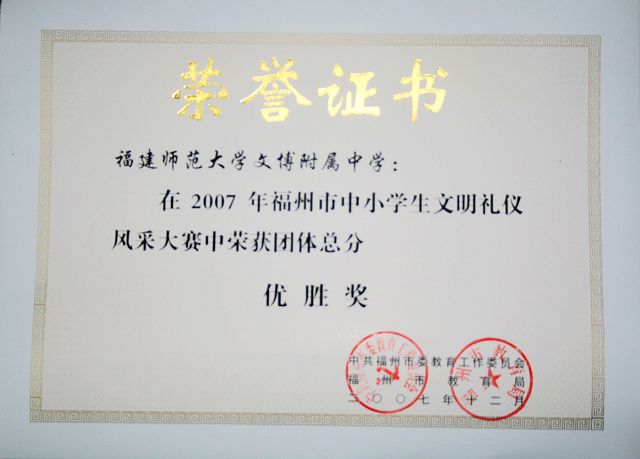 荣誉证书
福建师范大学文博附属中学：
在 2007 年福州市中小学生文明礼仪
风采大赛中荣获团体总分
优胜奖
中共福州市委教育工作委员会
福州市教育局
二〇〇七年十二月